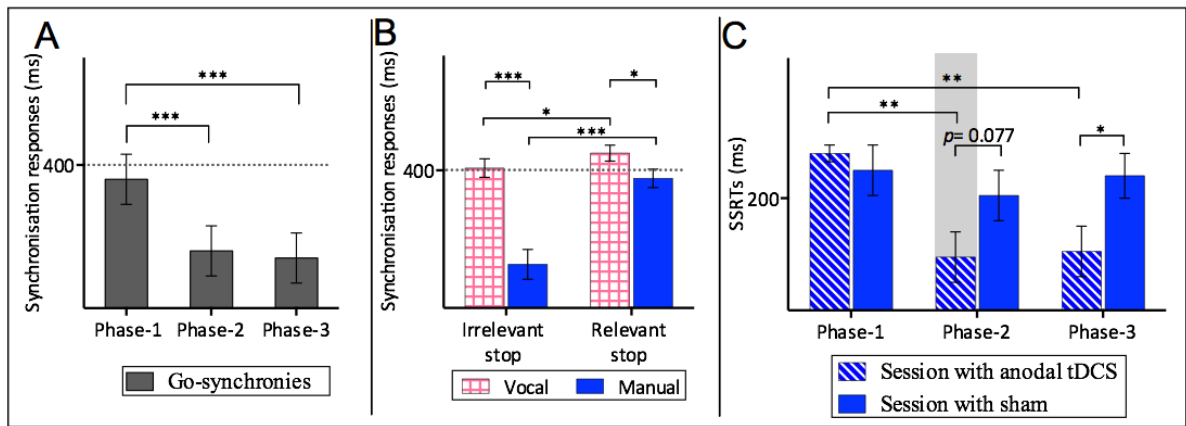 A
Synchronisation responses (ms)
400
***
***
Phase-1 Phase-2 Phase-3
Go-synchronies
B
Synchronisation responses (ms)
400
***
*
*
***
Irrelevant stop
Relevant stop
Vocal Manual
C
SSRTs (ms)
200
**
**
p= 0.077
*
Phase-1 Phase-2 Phase-3
Session with anodal tDCS
Session with sham